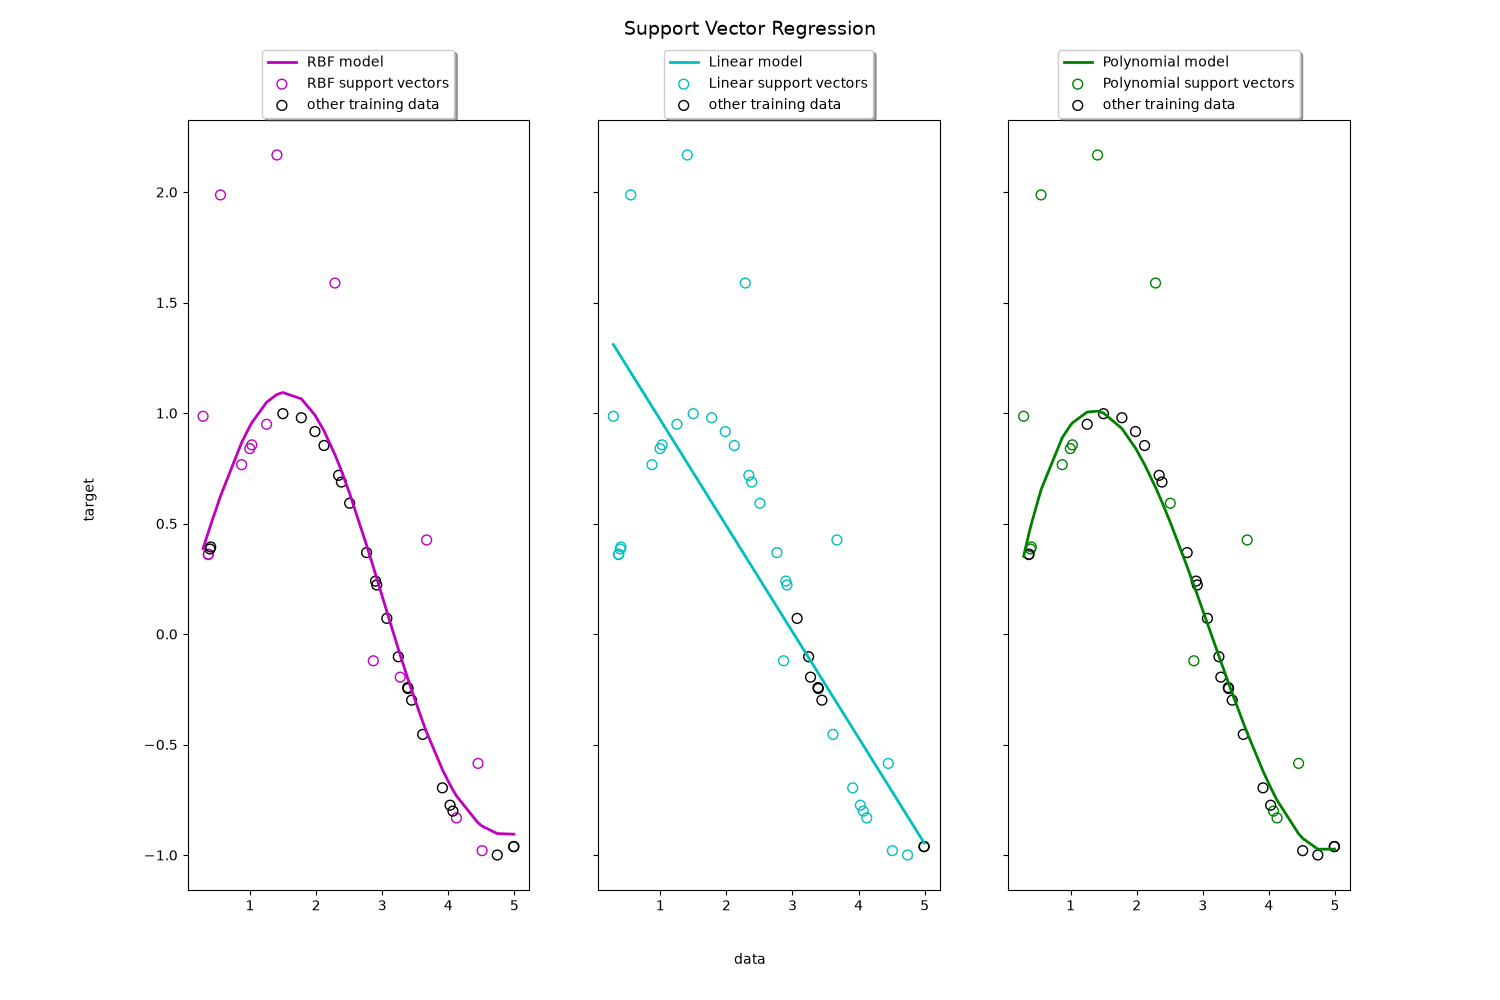 Support Vector Regression
RBF model
RBF support vectors
other training data
Linear model
Linear support vectors
other training data
Polynomial model
Polynomial support vectors
other training data
target
2.0
1.5
1.0
0.5
0.0
−0.5
−1.0
1 2 3 4 5
1 2 3 4 5
1 2 3 4 5
data